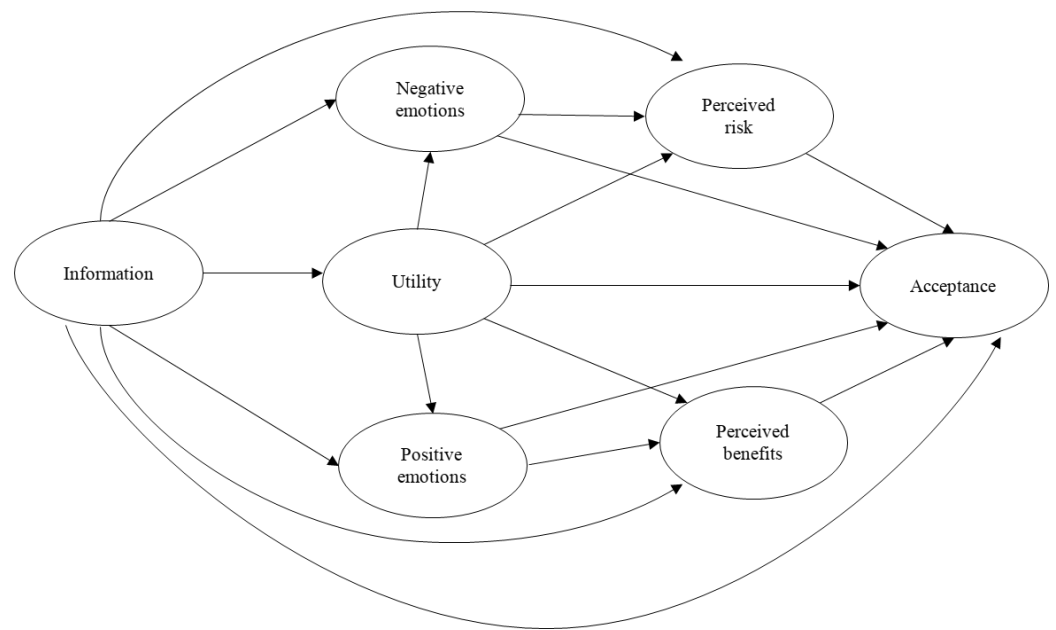 Negative
emotions
Perceived
risk
Information
Utility
Acceptance
Positive
emotions
Perceived
benefits